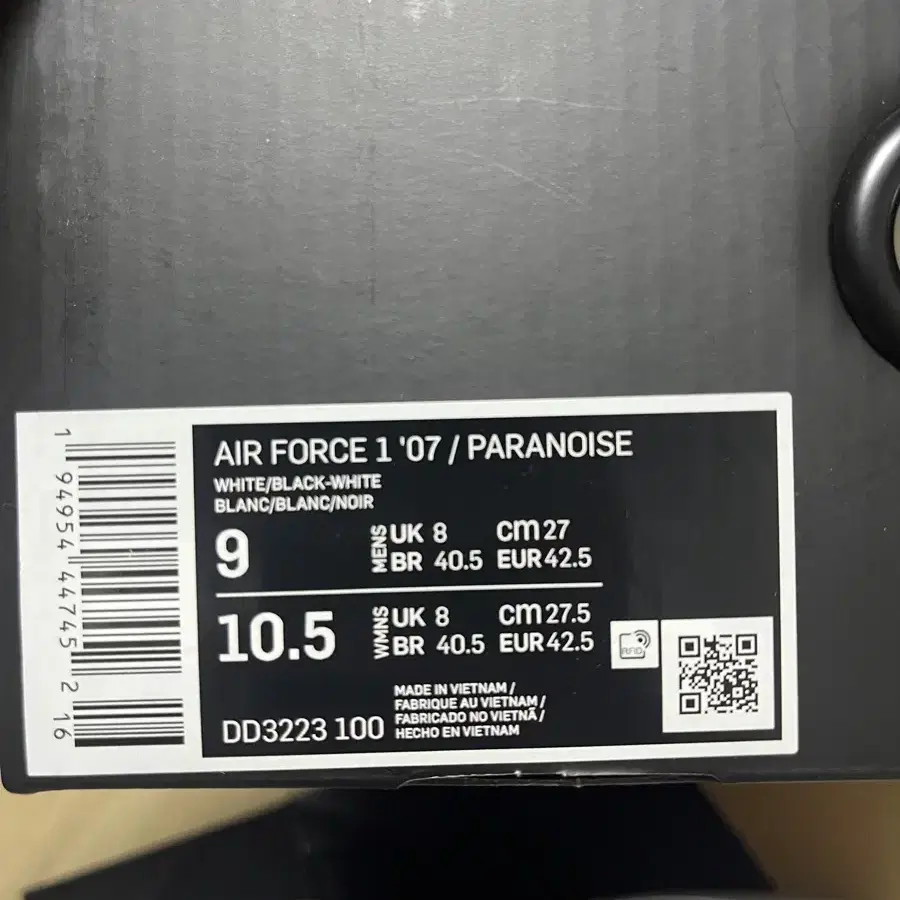 1 94954 44745 2 16
AIR FORCE 1 '07 / PARANOISE
WHITE/BLACK-WHITE
BLANC/BLANC/NOIR
9 MENS UK 8 CM 27
BR 40.5 EUR 42.5
10.5 WMNS UK 8 CM 27.5
BR 40.5 EUR 42.5
RFID
DD3223 100
MADE IN VIETNAM /
FABRIQUE AU VIETNAM /
FABRICADO NO VIETNÃ /
HECHO EN VIETNAM